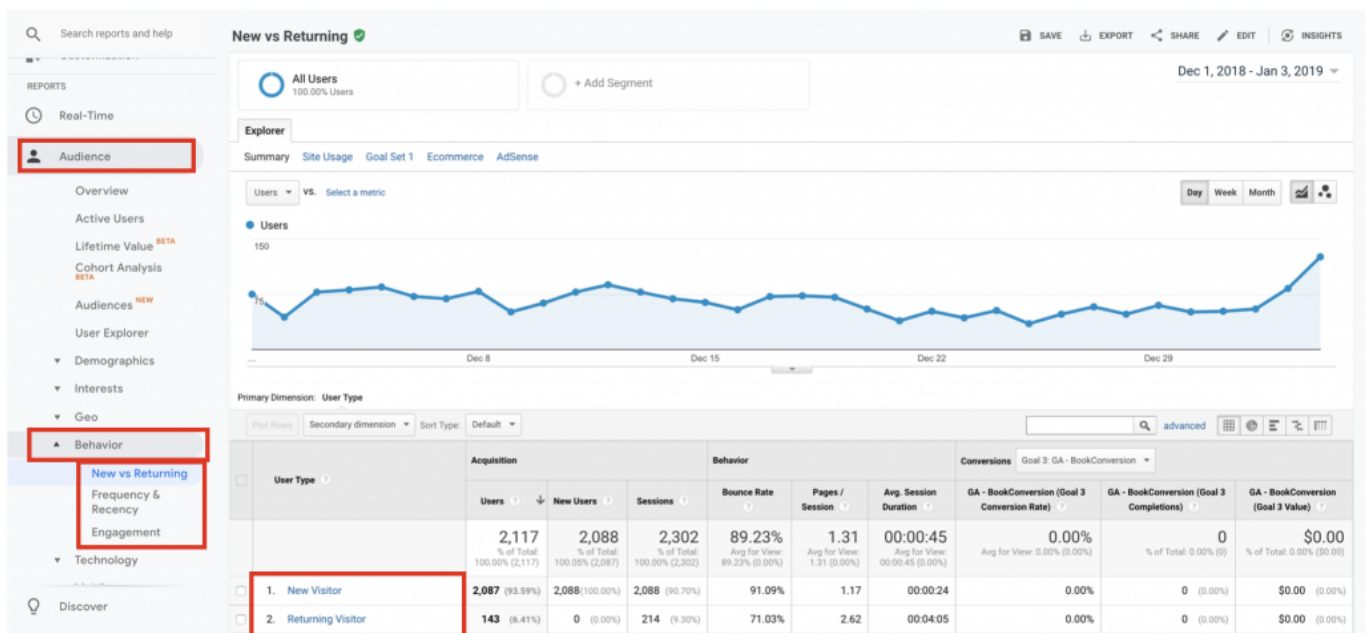 Search reports and help
REPORTS
Real-Time
Audience
Overview
Active Users
Lifetime Value BETA
Cohort Analysis
BETA
Audiences NEW
User Explorer
Demographics
Interests
Geo
Behavior
New vs Returning
Frequency &
Recency
Engagement
Technology
Discover
New vs Returning
SAVE EXPORT SHARE EDIT INSIGHTS
All Users
100.00% Users
+ Add Segment
Dec 1, 2018 - Jan 3, 2019
Explorer
Summary Site Usage Goal Set 1 Ecommerce AdSense
Users VS. Select a metric
Day Week Month
Users
150
75
...
Dec 8 Dec 15 Dec 22 Dec 29
Primary Dimension: User Type
Plot Rows Secondary dimension Sort Type: Default
advanced
User Type
Acquisition Behavior Conversions Goal 3: GA - BookConversion
Users New Users Sessions Bounce Rate Pages / Session Avg. Session Duration GA - BookConversion (Goal 3 Conversion Rate) GA - BookConversion (Goal 3 Completions) GA - BookConversion (Goal 3 Value)
2,117 2,088 2,302 89.23% 1.31 00:00:45 0.00% 0 $0.00
% of Total: 100.00% (2,117) % of Total: 100.05% (2,087) % of Total: 100.00% (2,302) Avg for View: 89.23% (0.00%) Avg for View: 1.31 (0.00%) Avg for View: 00:00:45 (0.00%) Avg for View: 0.00% (0.00%) % of Total: 0.00% (0) % of Total: 0.00% ($0.00)
1. New Visitor 2,087 (93.59%) 2,088(100.00%) 2,088 (90.70%) 91.09% 1.17 00:00:24 0.00% 0 (0.00%) $0.00 (0.00%)
2. Returning Visitor 143 (6.41%) 0 (0.00%) 214 (9.30%) 71.03% 2.62 00:04:05 0.00% 0 (0.00%) $0.00 (0.00%)